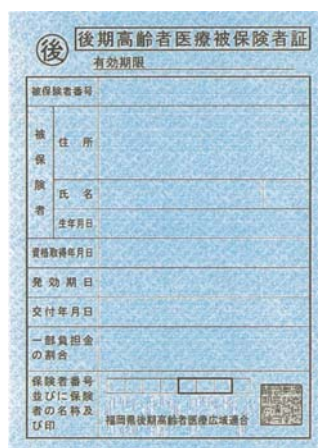 後
後期高齢者医療被保険者証
有効期限
被保険者番号
被保険者
住所
氏名
生年月日
資格取得年月日
発効期日
交付年月日
一部負担金
の割合
保険者番号
並びに保険
者の名称及
び印
福岡県後期高齢者医療広域連合